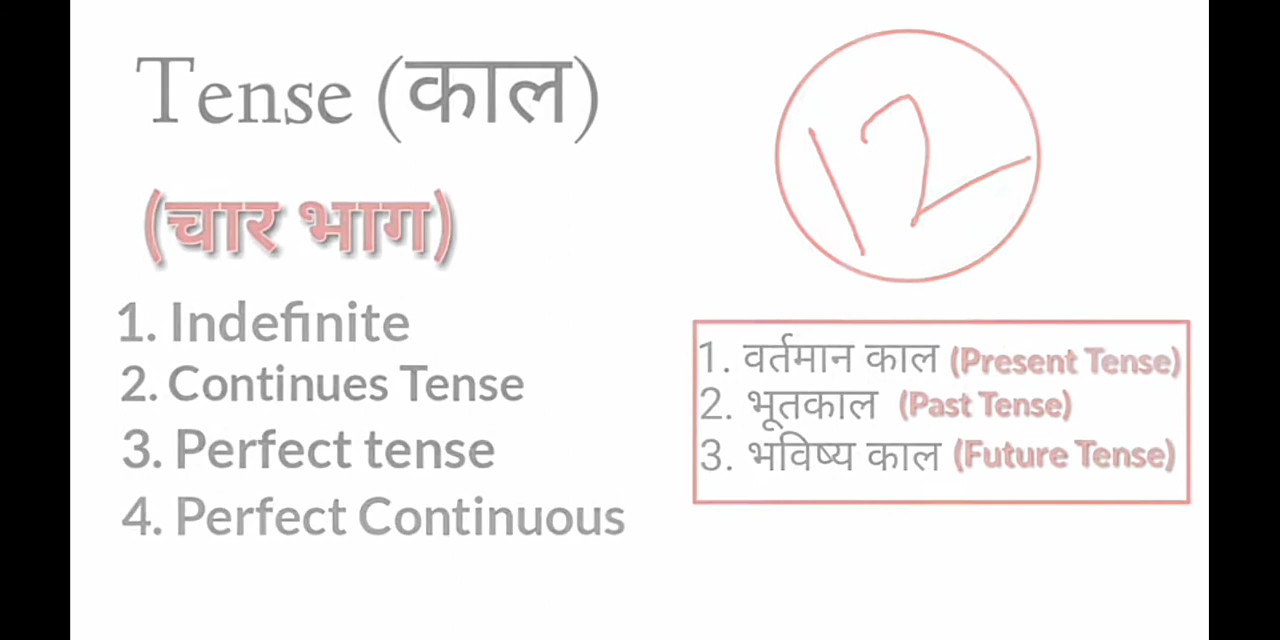 Tense (काल)
(चार भाग)
1. Indefinite
2. Continues Tense
3. Perfect tense
4. Perfect Continuous
12
1. वर्तमान काल (Present Tense)
2. भूतकाल (Past Tense)
3. भविष्य काल (Future Tense)